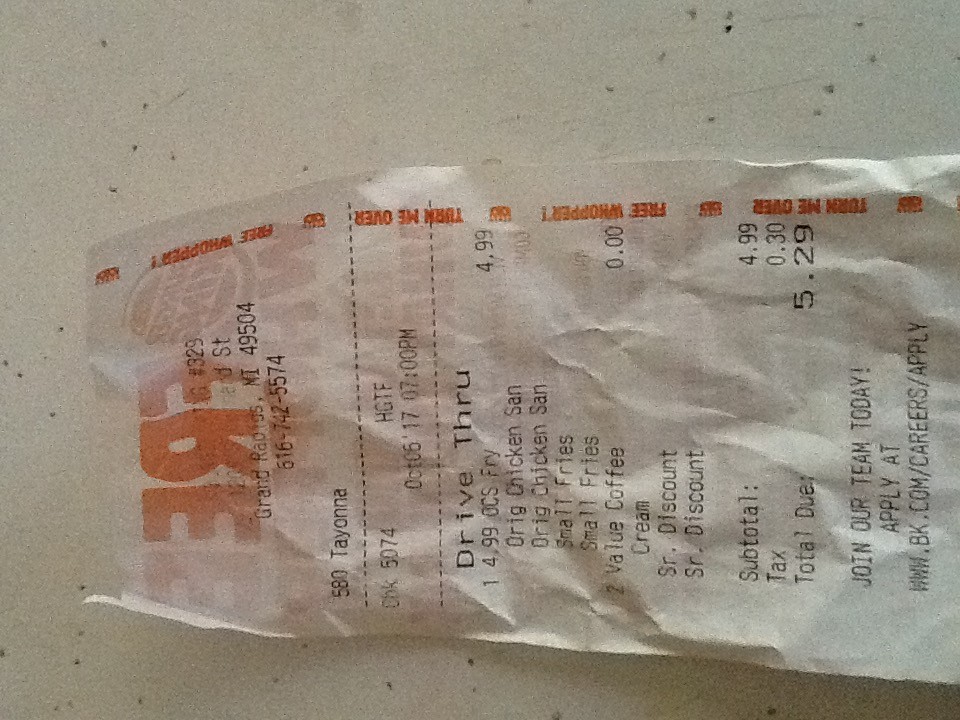 #329
St
Grand Rapids, MI 49504
616-742-5574
580 Tayonna
Chk 5074 HGTF
Oct06'17 07:00PM
Drive Thru
1 4.99 OCS Fry 4.99
Orig Chicken San
Orig Chicken San
Small Fries
Small Fries
2 Value Coffee 0.00
Cream
Sr. Discount
Sr. Discount
Subtotal: 4.99
Tax 0.30
Total Due: 5.29
JOIN OUR TEAM TODAY!
APPLY AT
WWW.BK.COM/CAREERS/APPLY
FREE WHOPPER!
TURN ME OVER
FREE WHOPPER!
TURN ME OVER